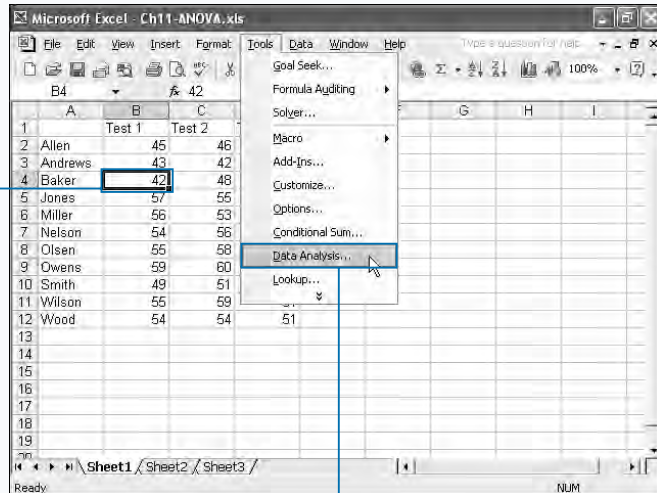 Microsoft Excel - Ch11-ANOVA.xls
File Edit View Insert Format Tools Data Window Help Type a question for help
100%
B4 fx 42
A B C F G H I
1 Test 1 Test 2
2 Allen 45 46
3 Andrews 43 42
4 Baker 42 48
5 Jones 57 55
6 Miller 56 53
7 Nelson 54 56
8 Olsen 55 58
9 Owens 59 60
10 Smith 49 51
11 Wilson 55 59
12 Wood 54 54 51
13
14
15
16
17
18
19
Goal Seek...
Formula Auditing
Solver...
Macro
Add-Ins...
Customize...
Options...
Conditional Sum...
Data Analysis...
Lookup...
Sheet1 / Sheet2 / Sheet3 /
Ready NUM